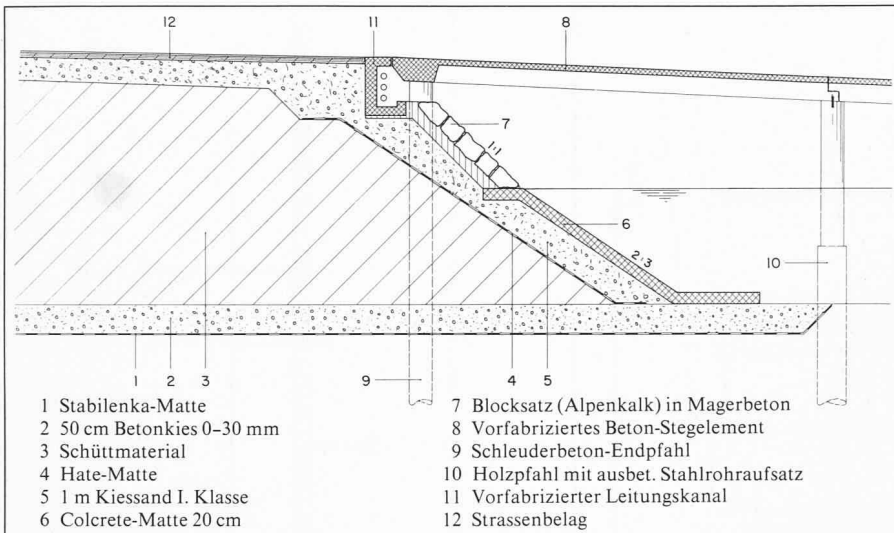 12
11
8
7
1:1
6
2:3
10
1
2
3
9
4
5
1 Stabilenka-Matte
2 50 cm Betonkies 0–30 mm
3 Schüttmaterial
4 Hate-Matte
5 1 m Kiessand I. Klasse
6 Colcrete-Matte 20 cm
7 Blocksatz (Alpenkalk) in Magerbeton
8 Vorfabriziertes Beton-Stegelement
9 Schleuderbeton-Endpfahl
10 Holzpfahl mit ausbet. Stahlrohraufsatz
11 Vorfabrizierter Leitungskanal
12 Strassenbelag